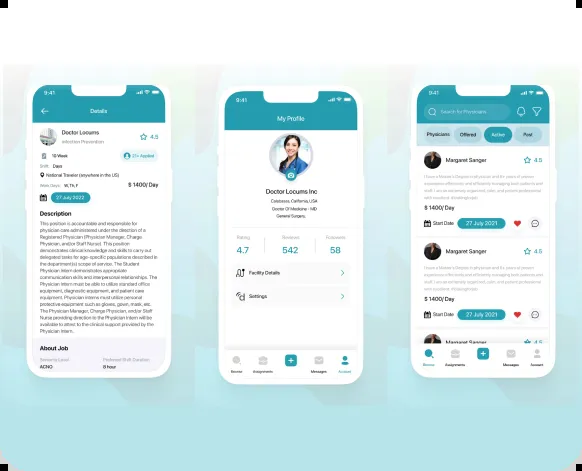 9:41
Details
Doctor Locums
Infection Prevention
4.5
10 Week
21+ Applied
Shift: Days
National Traveler (anywhere in the US)
Work Days: W, Th, F
$ 1400/ Day
27 July 2022
Description
This position is accountable and responsible for
physician care administered under the direction of a
Registered Physician (Physician Manager, Charge
Physician, and/or Staff Nurse). This position
demonstrates clinical knowledge and skills to carry out
delegated tasks for age-specific populations described in
the department(s) scope of service. The Student
Physician Intern demonstrates appropriate
communication skills and interpersonal relationships. The
Physician Intern must be able to utilize standard office
equipment, diagnostic equipment, and patient care
equipment. Physician Interns must utilize personal
protective equipment such as gloves, gown, mask, etc.
The Physician Manager, Charge Physician, and/or Staff
Nurse providing direction to the Physician Intern will be
available to attest to the clinical support provided by the
Physician Intern.
About Job
Preferred Shift Duration
ACNO
8 hour
9:41
My Profile
Doctor Locums Inc
Calabasas, California, USA
Doctor Of Medicine - MD
General Surgery,
Rating
Reviews
Followers
4.7
542
58
Facility Details
Settings
Browse
Assignments
Messages
Account
9:41
Search for Physicians
Physicians
Offered
Active
Past
Margaret Sanger
4.5
$ 1400/ Day
Start Date
27 July 2021
Margaret Sanger
4.5
$ 1400/ Day
Start Date
27 July 2021
Margaret Sanger
4.5
Browse
Assignments
Messages
Account